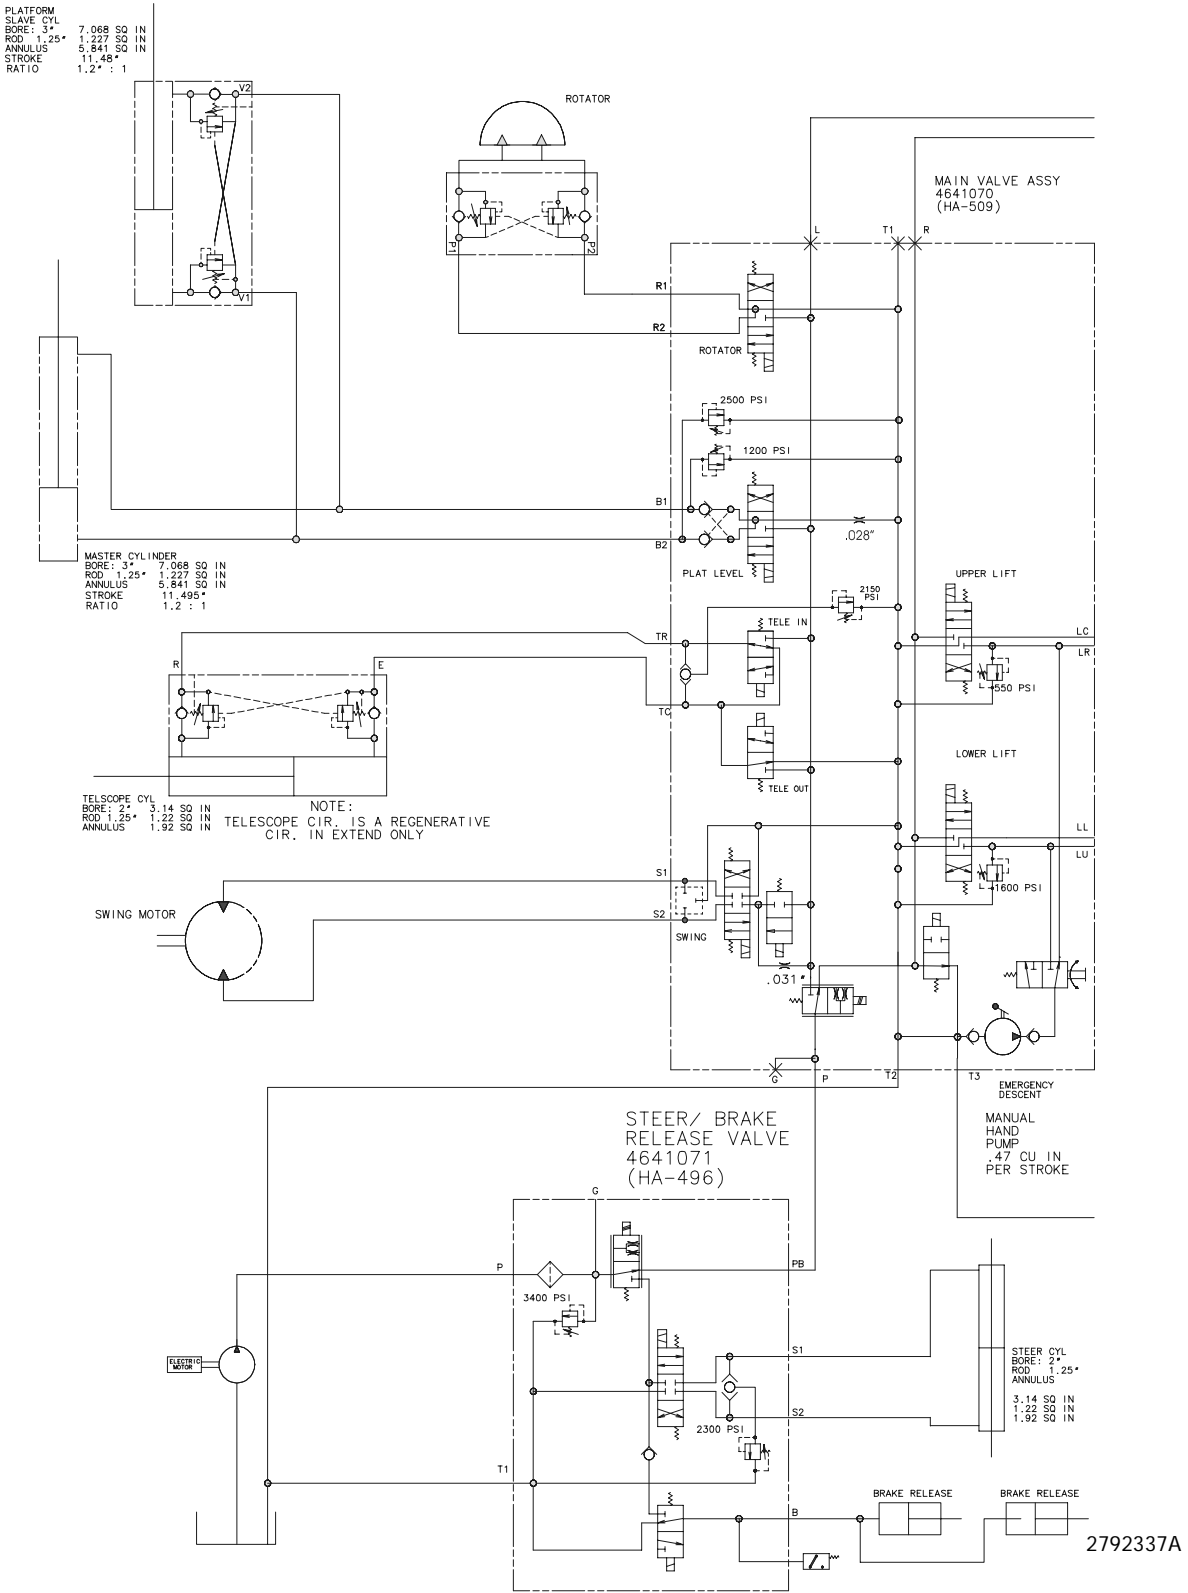 PLATFORM
SLAVE CYL
BORE: 3" 7.068 SQ IN
ROD 1.25" 1.227 SQ IN
ANNULUS 5.841 SQ IN
STROKE 11.48"
RATIO 1.2" : 1
V2
V1
ROTATOR
P1
P2
MAIN VALVE ASSY
4641070
(HA-509)
L
T1
R
R1
R2
ROTATOR
2500 PSI
1200 PSI
B1
B2
.028"
PLAT LEVEL
MASTER CYLINDER
BORE: 3" 7.068 SQ IN
ROD 1.25" 1.227 SQ IN
ANNULUS 5.841 SQ IN
STROKE 11.495"
RATIO 1.2 : 1
UPPER LIFT
2150
PSI
TELE IN
TR
LC
LR
R
E
550 PSI
TC
LOWER LIFT
TELE OUT
TELSCOPE CYL
BORE: 2" 3.14 SQ IN
ROD 1.25" 1.22 SQ IN
ANNULUS 1.92 SQ IN
NOTE:
TELESCOPE CIR. IS A REGENERATIVE
CIR. IN EXTEND ONLY
LL
LU
S1
1600 PSI
SWING MOTOR
S2
SWING
.031"
G
P
T2
T3
EMERGENCY
DESCENT
MANUAL
HAND
PUMP
.47 CU IN
PER STROKE
STEER/ BRAKE
RELEASE VALVE
4641071
(HA-496)
G
P
PB
3400 PSI
ELECTRIC
MOTOR
S1
STEER CYL
BORE: 2"
ROD 1.25"
ANNULUS
3.14 SQ IN
1.22 SQ IN
1.92 SQ IN
S2
2300 PSI
T1
BRAKE RELEASE
BRAKE RELEASE
B
2792337A